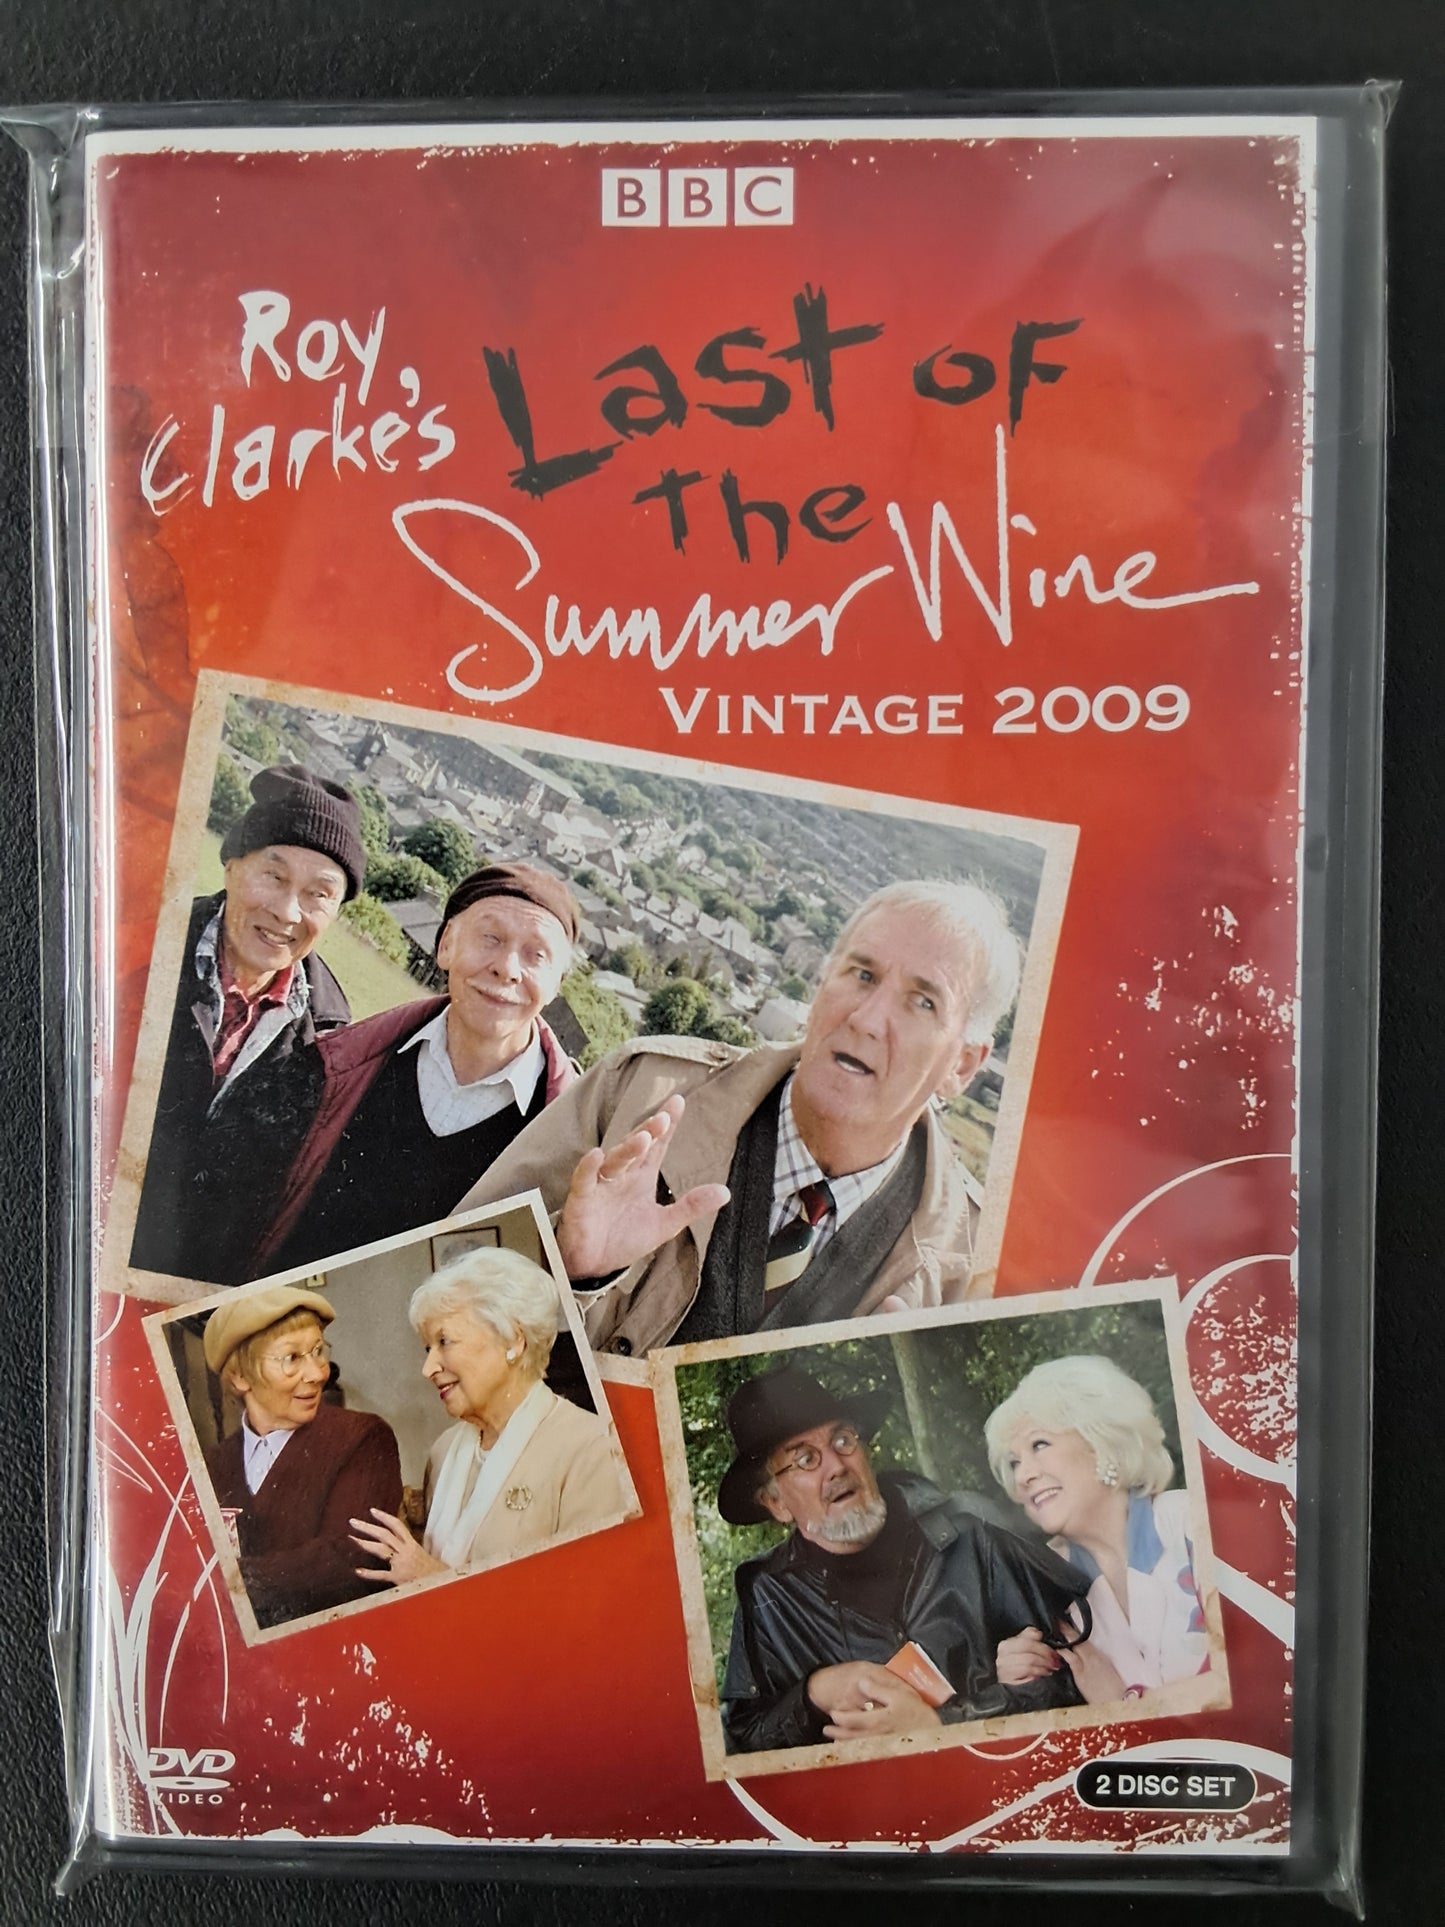 BBC
Roy
Clarke's
Last of
the
Summer Wine
VINTAGE 2009
DVD
VIDEO
2 DISC SET